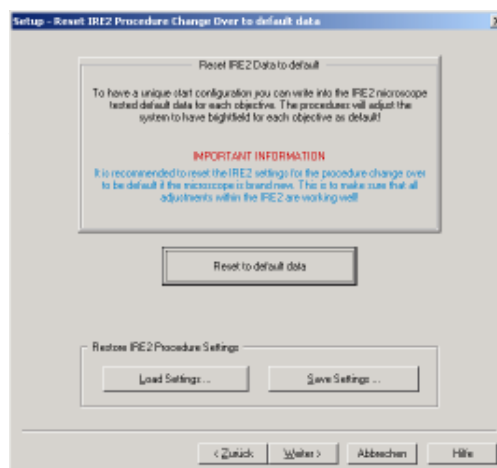 Setup - Reset IRE2 Procedure Change Over to default data
Reset IRE2 Data to default
To have a unique start configuration you can write into the IRE2 microscope
tested default data for each objective. The procedures will adjust the
system to have brightfield for each objective as default!
IMPORTANT INFORMATION
It is recommended to reset the IRE2 settings for the procedure change over
to be default if the microscope is brand new. This is to make sure that all
adjustments within the IRE2 are working well!
Reset to default data
Restore IRE2 Procedure Settings
Load Settings ...
Save Settings ...
< Zurück
Weiter >
Abbrechen
Hilfe